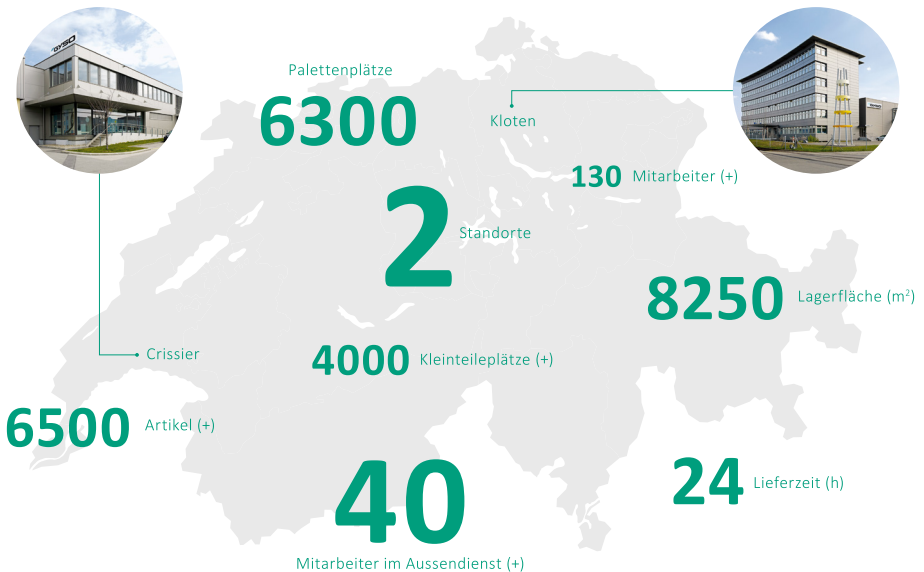 GYSO
Palettenplätze
6300
Kloten
130 Mitarbeiter (+)
2 Standorte
8250 Lagerfläche (m²)
Crissier
4000 Kleinteileplätze (+)
6500 Artikel (+)
40
Mitarbeiter im Aussendienst (+)
24 Lieferzeit (h)